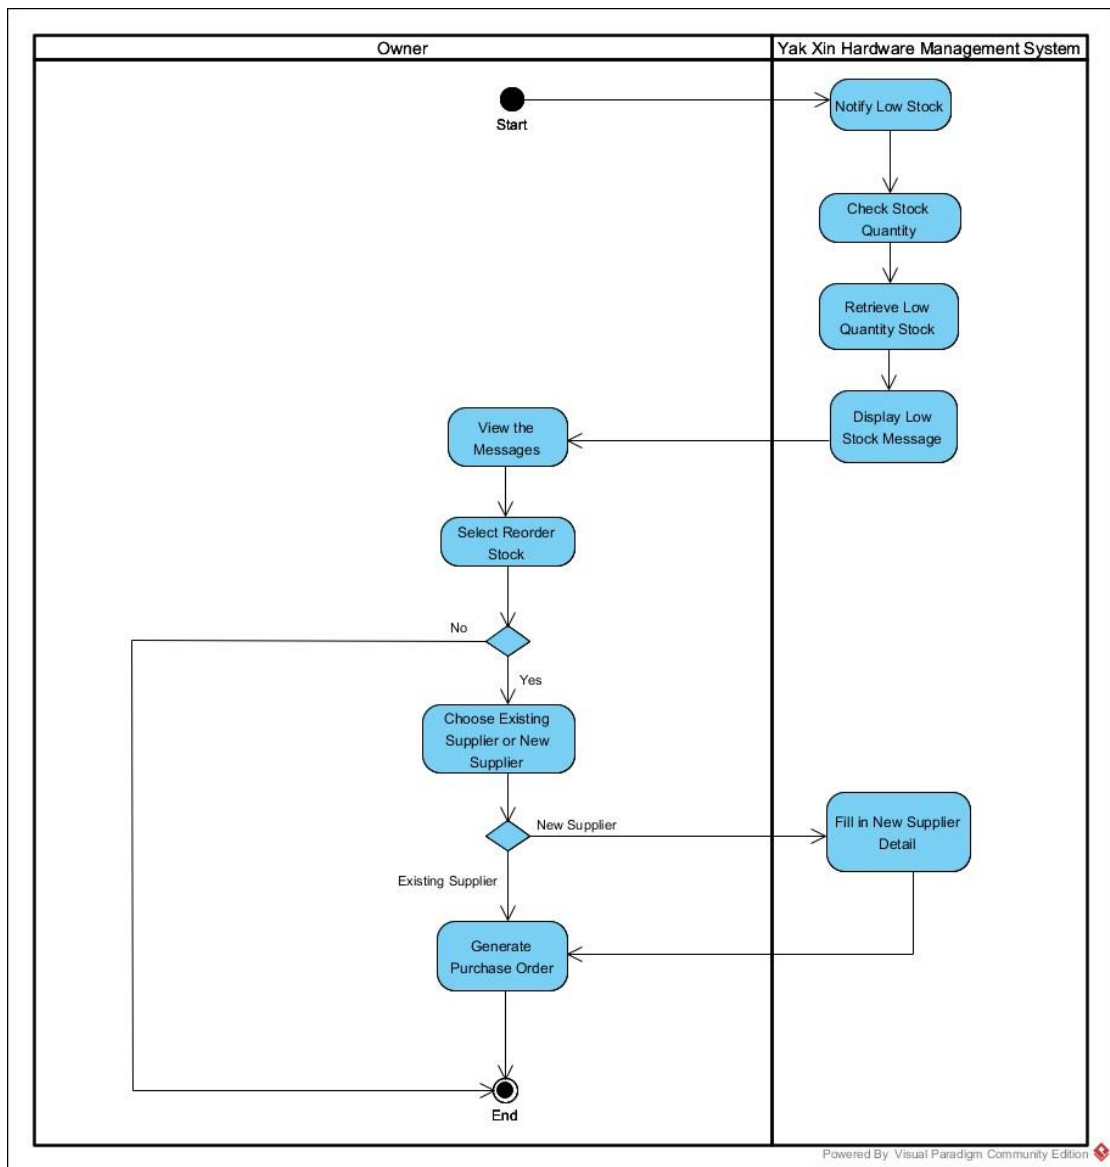 Owner
Yak Xin Hardware Management System
Start
Notify Low Stock
Check Stock
Quantity
Retrieve Low
Quantity Stock
Display Low
Stock Message
View the
Messages
Select Reorder
Stock
No
Yes
Choose Existing
Supplier or New
Supplier
New Supplier
Fill in New Supplier
Detail
Existing Supplier
Generate
Purchase Order
End
Powered By Visual Paradigm Community Edition